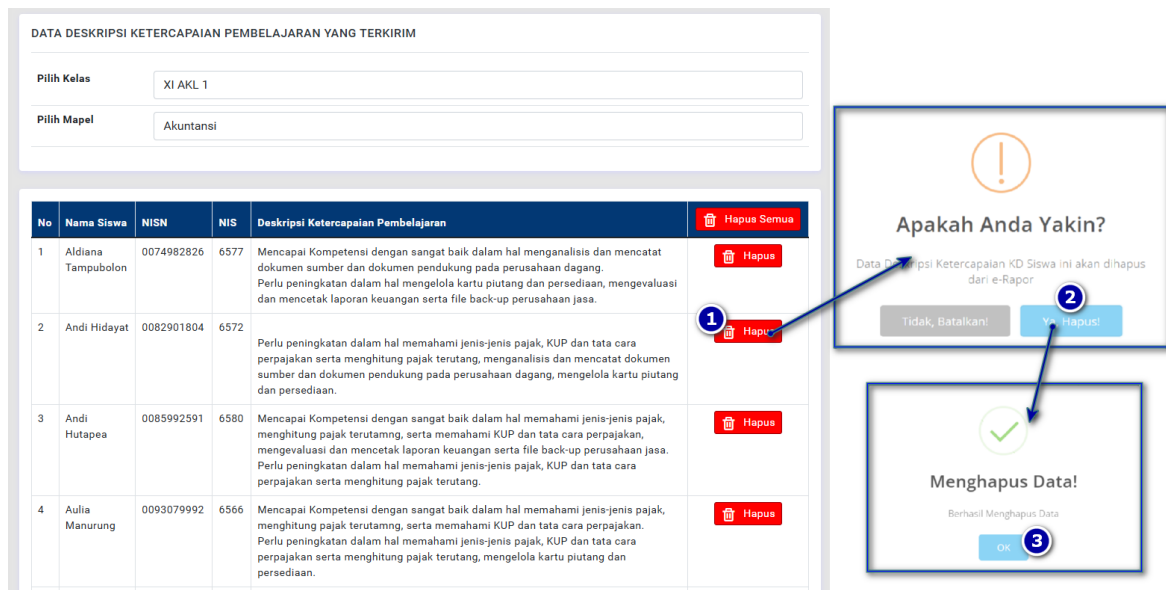 DATA DESKRIPSI KETERCAPAIAN PEMBELAJARAN YANG TERKIRIM
Pilih Kelas
XI AKL 1
Pilih Mapel
Akuntansi
No Nama Siswa NISN NIS Deskripsi Ketercapaian Pembelajaran Hapus Semua
1 Aldiana 0074982826 6577 Mencapai Kompetensi dengan sangat baik dalam hal menganalisis dan mencatat Hapus
Tampubolon dokumen sumber dan dokumen pendukung pada perusahaan dagang.
Perlu peningkatan dalam hal mengelola kartu piutang dan persediaan, mengevaluasi
dan mencetak laporan keuangan serta file back-up perusahaan jasa.
2 Andi Hidayat 0082901804 6572 1 Hapus
Perlu peningkatan dalam hal memahami jenis-jenis pajak, KUP dan tata cara
perpajakan serta menghitung pajak terutang, menganalisis dan mencatat dokumen
sumber dan dokumen pendukung pada perusahaan dagang, mengelola kartu piutang
dan persediaan.
3 Andi 0085992591 6580 Mencapai Kompetensi dengan sangat baik dalam hal memahami jenis-jenis pajak, Hapus
Hutapea menghitung pajak terutamng, serta memahami KUP dan tata cara perpajakan,
mengevaluasi dan mencetak laporan keuangan serta file back-up perusahaan jasa.
Perlu peningkatan dalam hal memahami jenis-jenis pajak, KUP dan tata cara
perpajakan serta menghitung pajak terutang.
4 Aulia 0093079992 6566 Mencapai Kompetensi dengan sangat baik dalam hal memahami jenis-jenis pajak, Hapus
Manurung menghitung pajak terutamng, serta memahami KUP dan tata cara perpajakan.
Perlu peningkatan dalam hal memahami jenis-jenis pajak, KUP dan tata cara
perpajakan serta menghitung pajak terutang, mengelola kartu piutang dan
persediaan.
Apakah Anda Yakin?
Data Deskripsi Ketercapaian KD Siswa ini akan dihapus
dari e-Rapor
2
Tidak, Batalkan! Ya, Hapus!
Menghapus Data!
Berhasil Menghapus Data
OK 3